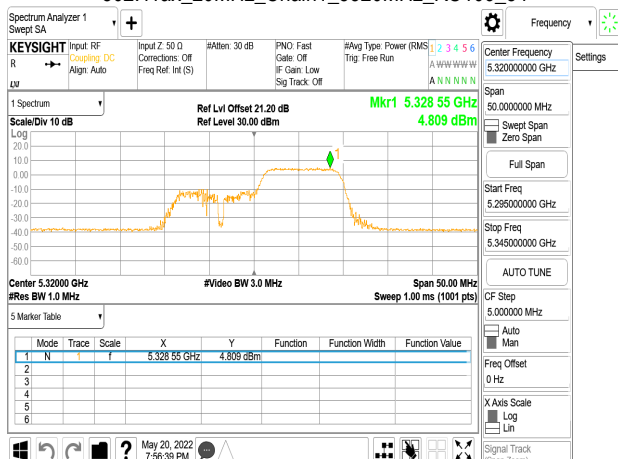 Spectrum Analyzer 1
Swept SA
+
Frequency
KEYSIGHT
R
LXI
Input: RF
Coupling: DC
Align: Auto
Input Z: 50 Ω
Corrections: Off
Freq Ref: Int (S)
#Atten: 30 dB
PNO: Fast
Gate: Off
IF Gain: Low
Sig Track: Off
#Avg Type: Power (RMS
Trig: Free Run
1 2 3 4 5 6
A W W W W W
A N N N N N
Center Frequency
5.320000000 GHz
Settings
Span
50.0000000 MHz
Swept Span
Zero Span
Full Span
Start Freq
5.295000000 GHz
Stop Freq
5.345000000 GHz
AUTO TUNE
CF Step
5.000000 MHz
Auto
Man
Freq Offset
0 Hz
X Axis Scale
Log
Lin
Signal Track
1 Spectrum
Scale/Div 10 dB
Log
Ref Lvl Offset 21.20 dB
Ref Level 30.00 dBm
Mkr1 5.328 55 GHz
4.809 dBm
1
20.0
10.0
0.00
-10.0
-20.0
-30.0
-40.0
-50.0
-60.0
Center 5.32000 GHz
#Res BW 1.0 MHz
#Video BW 3.0 MHz
Span 50.00 MHz
Sweep 1.00 ms (1001 pts)
5 Marker Table
Mode Trace Scale X Y Function Function Width Function Value
1 N 1 f 5.328 55 GHz 4.809 dBm
2
3
4
5
6
?
May 20, 2022
7:56:39 PM